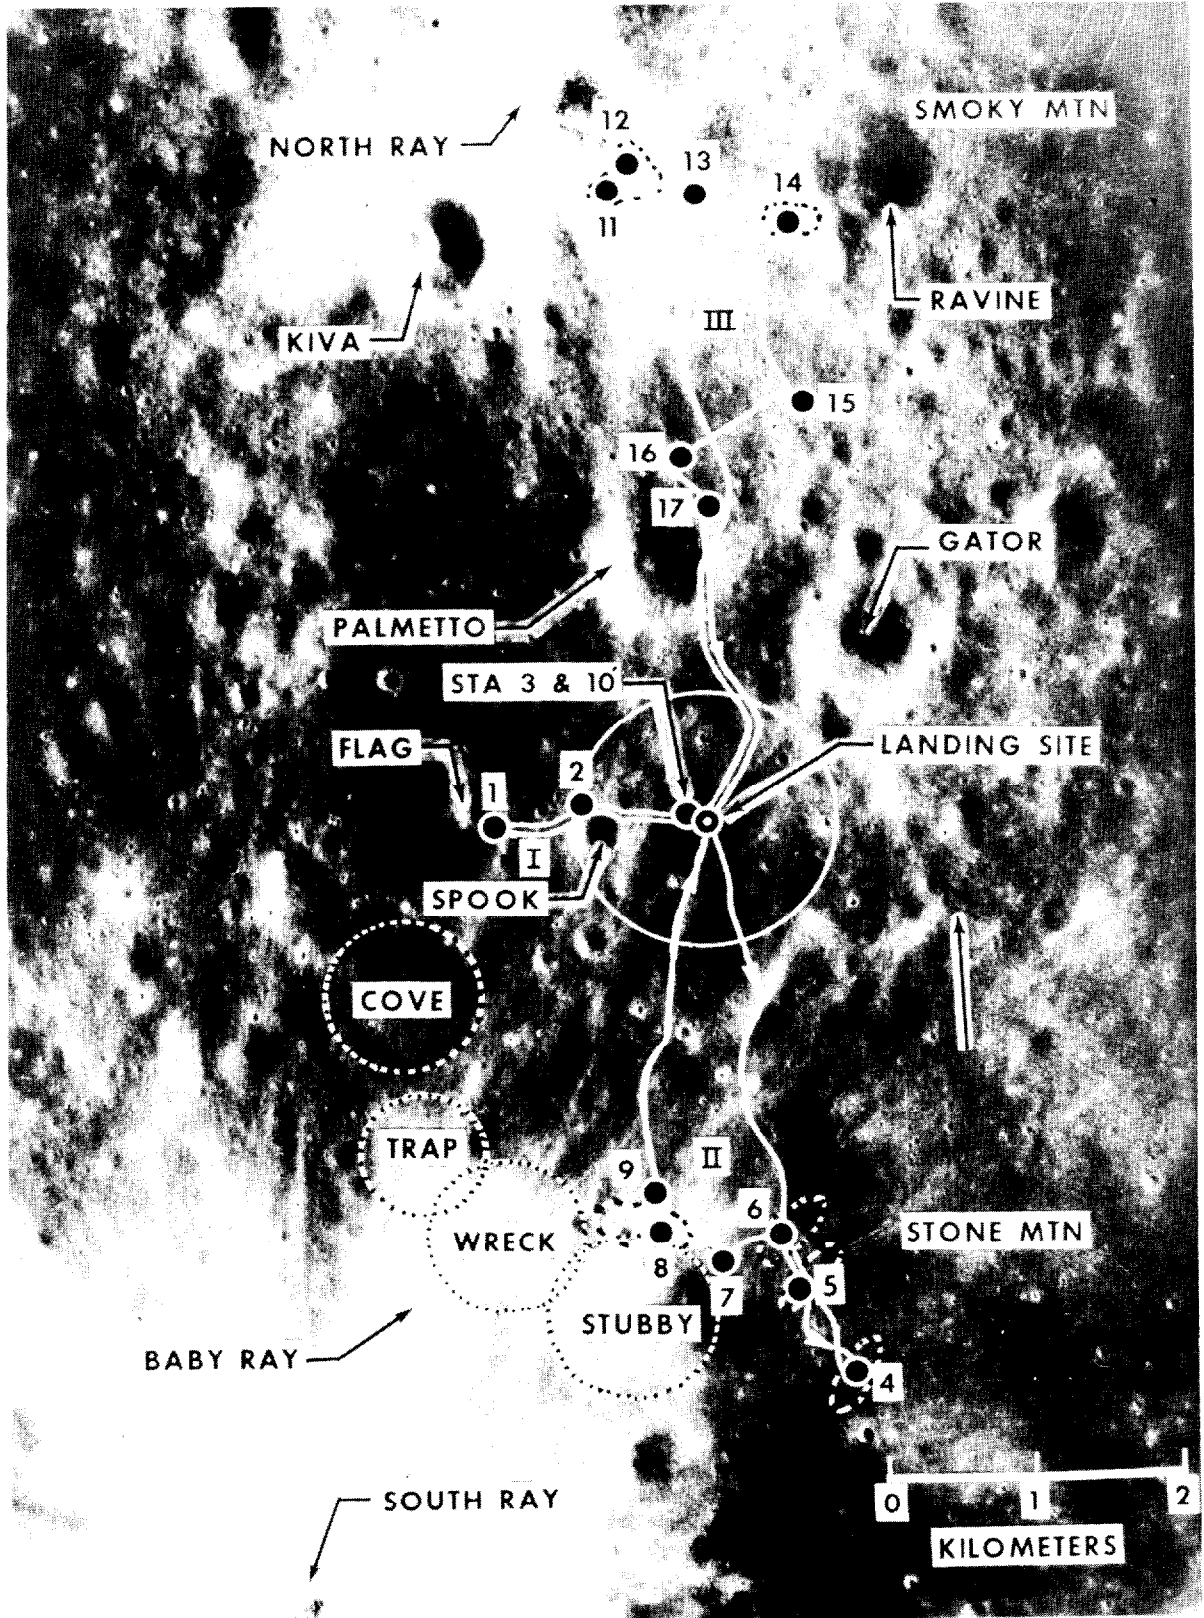 SMOKY MTN
12
NORTH RAY
13
14
11
RAVINE
III
KIVA
15
16
17
GATOR
PALMETTO
STA 3 & 10'
FLAG
LANDING SITE
2
1
I
SPOOK
COVE
TRAP
II
9
6
STONE MTN
WRECK
8
5
7
STUBBY
BABY RAY
4
SOUTH RAY
0 1 2
KILOMETERS